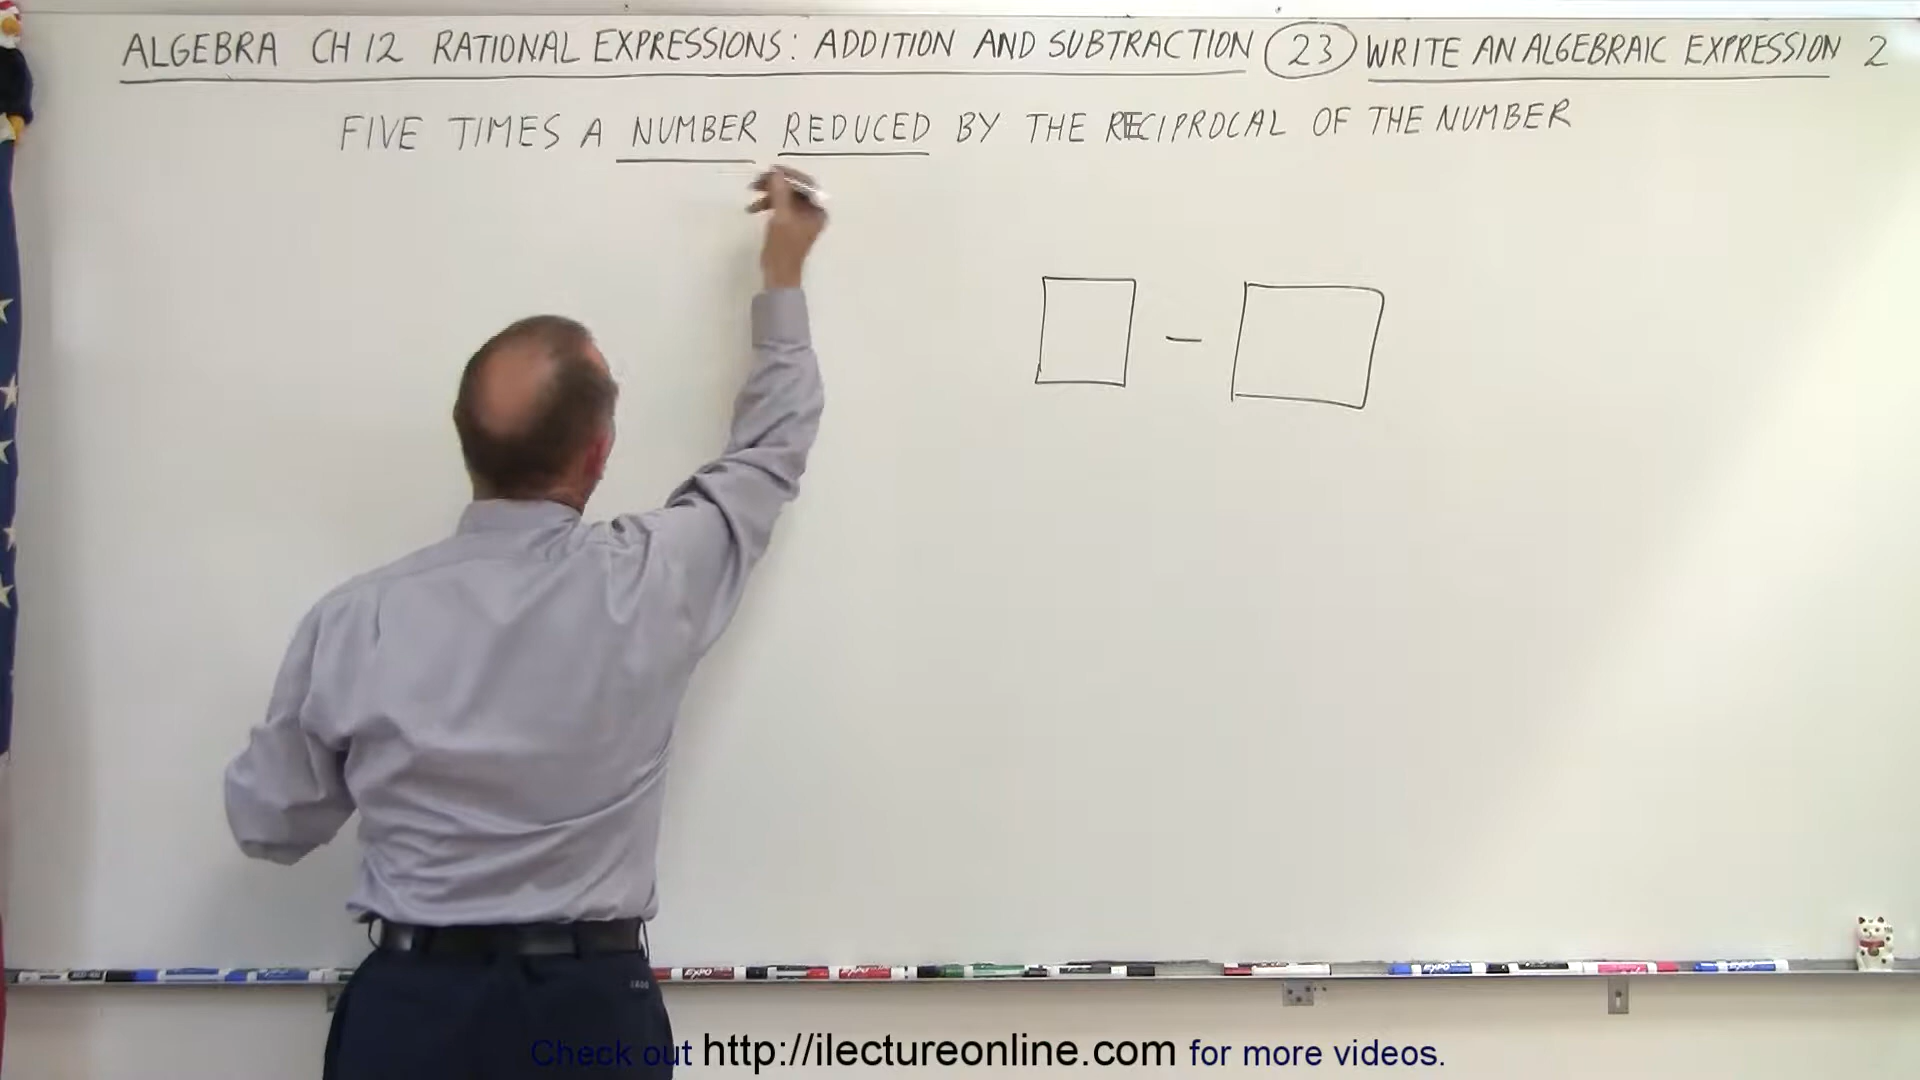 ALGEBRA CH 12 RATIONAL EXPRESSIONS: ADDITION AND SUBTRACTION 23 WRITE AN ALGEBRAIC EXPRESSION 2
FIVE TIMES A NUMBER REDUCED BY THE RECIPROCAL OF THE NUMBER
−
Check out http://ilectureonline.com for more videos.